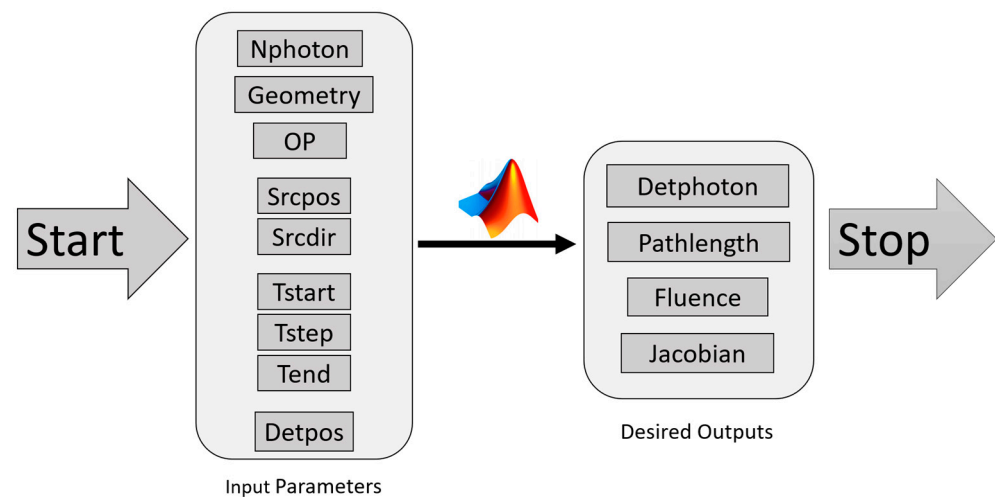 Start
Nphoton
Geometry
OP
Srcpos
Srcdir
Tstart
Tstep
Tend
Detpos
Input Parameters
Detphoton
Pathlength
Fluence
Jacobian
Desired Outputs
Stop